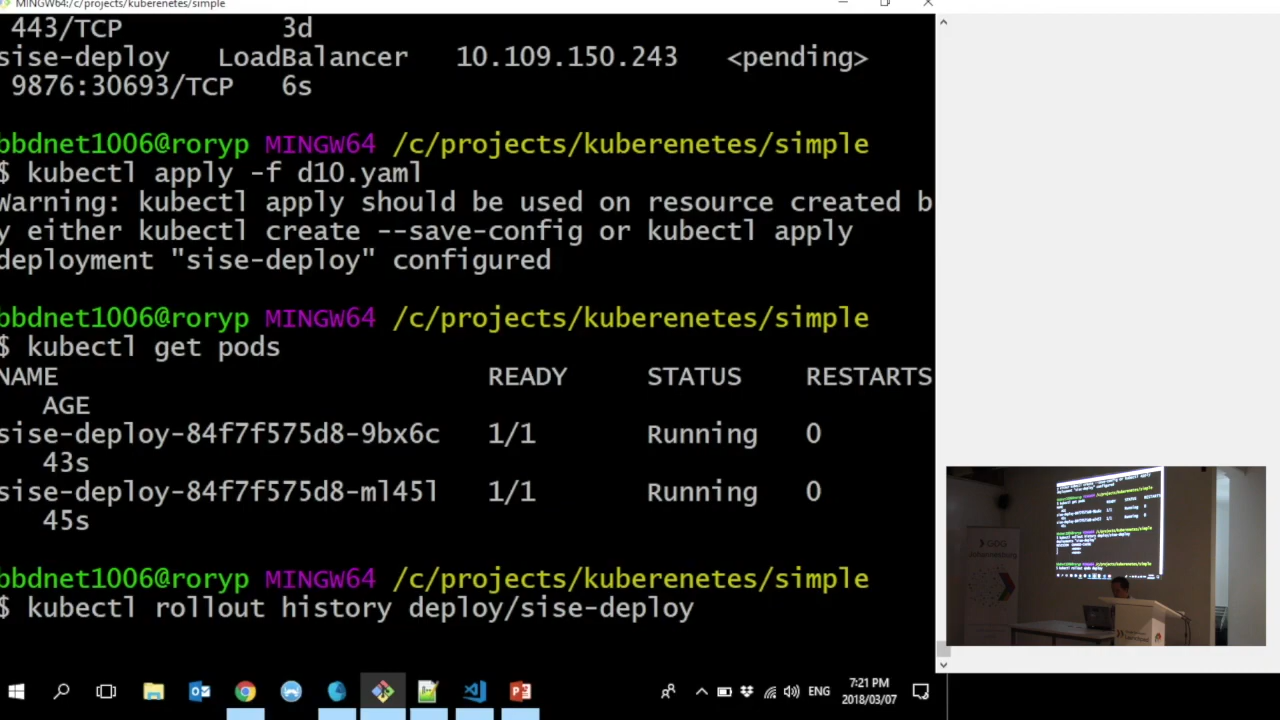 MINGW64:/c/projects/kuberenetes/simple
443/TCP 3d
sise-deploy LoadBalancer 10.109.150.243 <pending>
9876:30693/TCP 6s
bbdnet1006@roryp MINGW64 /c/projects/kuberenetes/simple
$ kubectl apply -f d10.yaml
Warning: kubectl apply should be used on resource created b
y either kubectl create --save-config or kubectl apply
deployment "sise-deploy" configured
bbdnet1006@roryp MINGW64 /c/projects/kuberenetes/simple
$ kubectl get pods
NAME READY STATUS RESTARTS
AGE
sise-deploy-84f7f575d8-9bx6c 1/1 Running 0
43s
sise-deploy-84f7f575d8-ml45l 1/1 Running 0
45s
bbdnet1006@roryp MINGW64 /c/projects/kuberenetes/simple
$ kubectl rollout history deploy/sise-deploy
ENG
7:21 PM
2018/03/07